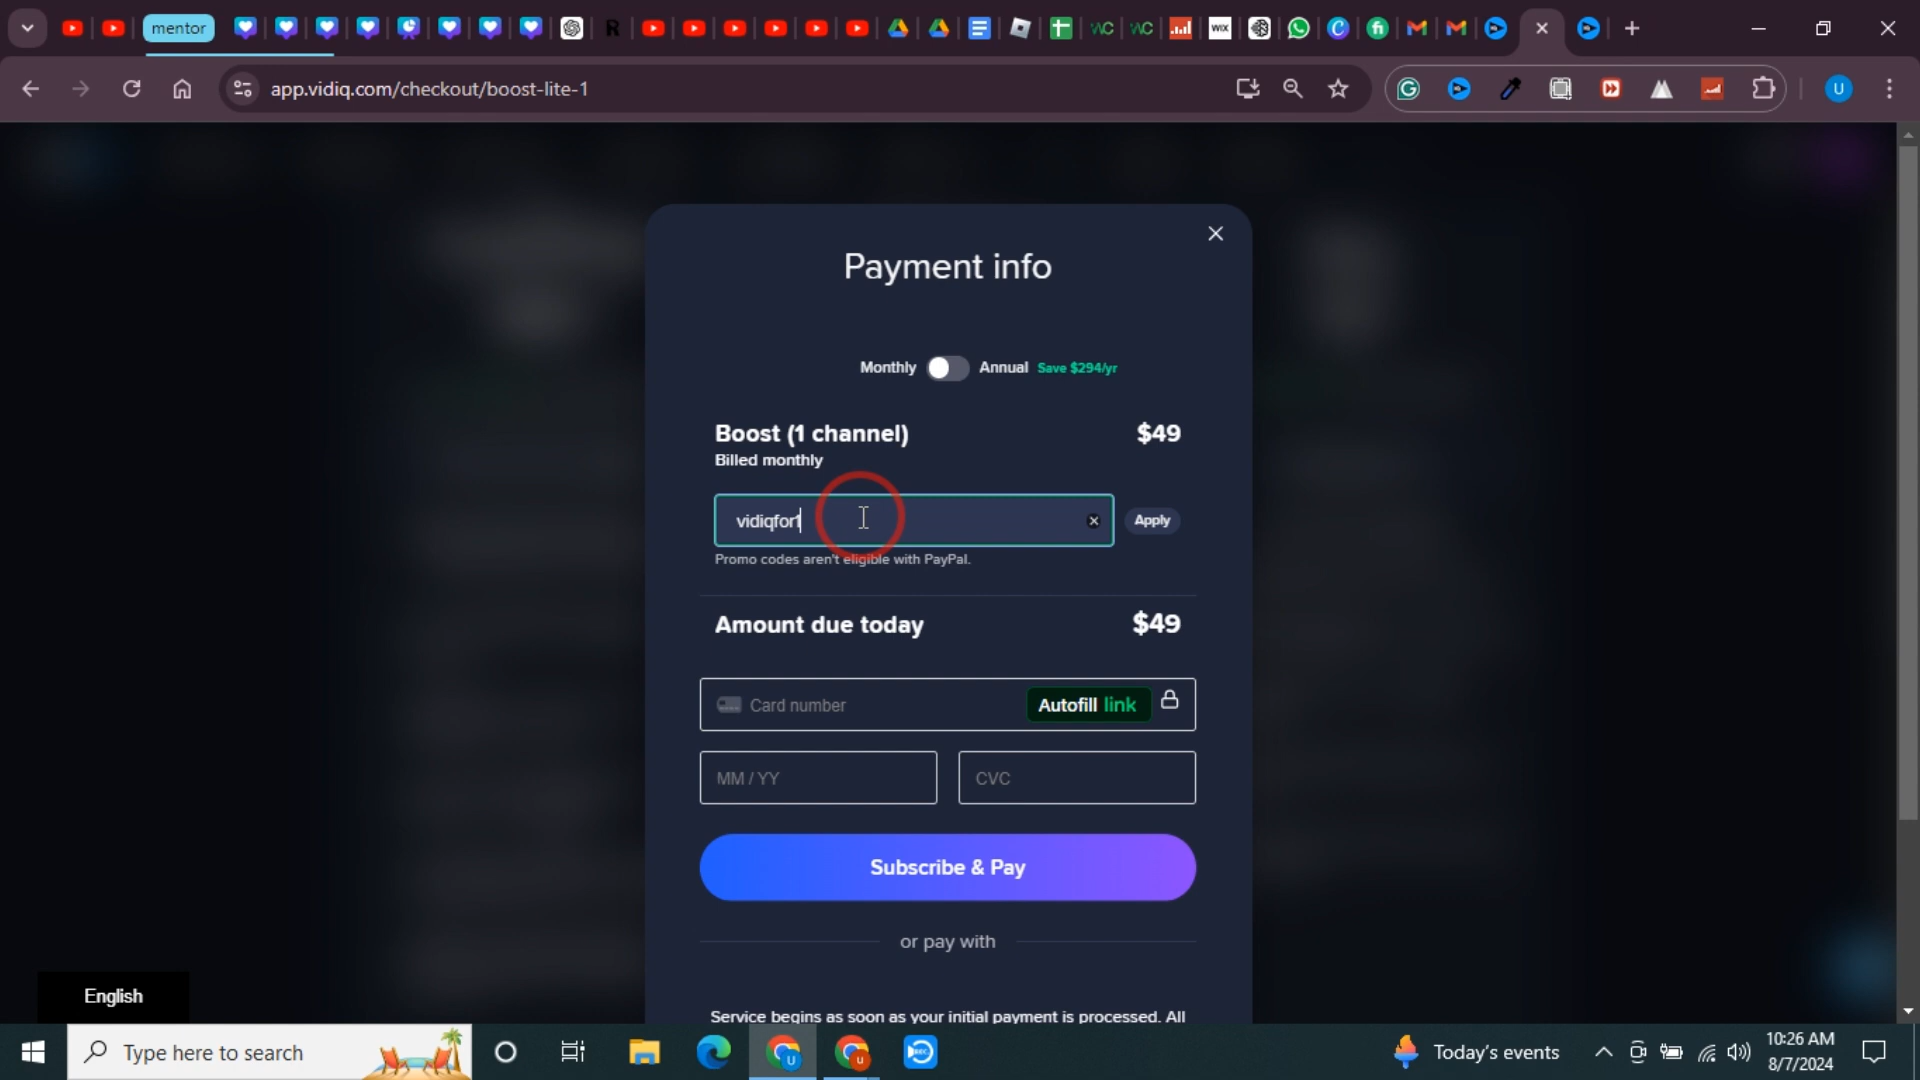 mentor
WIX
app.vidiq.com/checkout/boost-lite-1
U
Payment info
Monthly
Annual
Save $294/yr
Boost (1 channel)
$49
Billed monthly
vidiqfor1
Apply
Promo codes aren't eligible with PayPal.
Amount due today
$49
Card number
Autofill link
MM / YY
CVC
Subscribe & Pay
or pay with
English
Service begins as soon as your initial payment is processed. All
Type here to search
Today's events
10:26 AM
8/7/2024